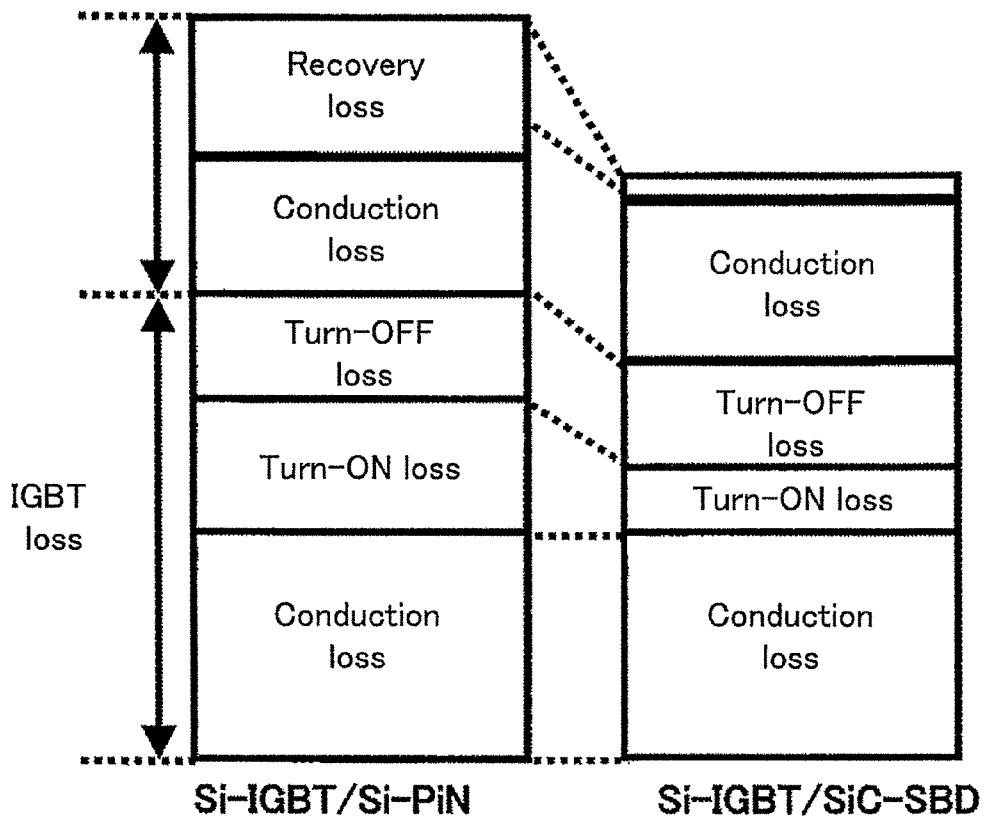 Recovery
loss
Conduction
loss
Turn-OFF
loss
Turn-ON loss
Conduction
loss
IGBT
loss
Conduction
loss
Turn-OFF
loss
Turn-ON loss
Conduction
loss
Si-IGBT/Si-PiN
Si-IGBT/SiC-SBD